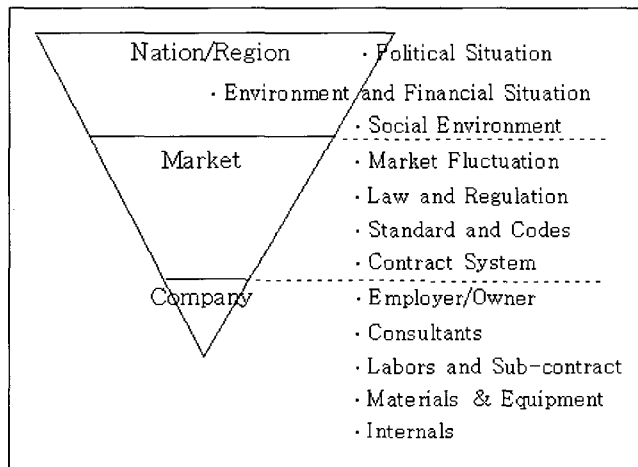 Nation/Region · Political Situation
· Environment and Financial Situation
· Social Environment
Market · Market Fluctuation
· Law and Regulation
· Standard and Codes
· Contract System
Company · Employer/Owner
· Consultants
· Labors and Sub-contract
· Materials & Equipment
· Internals